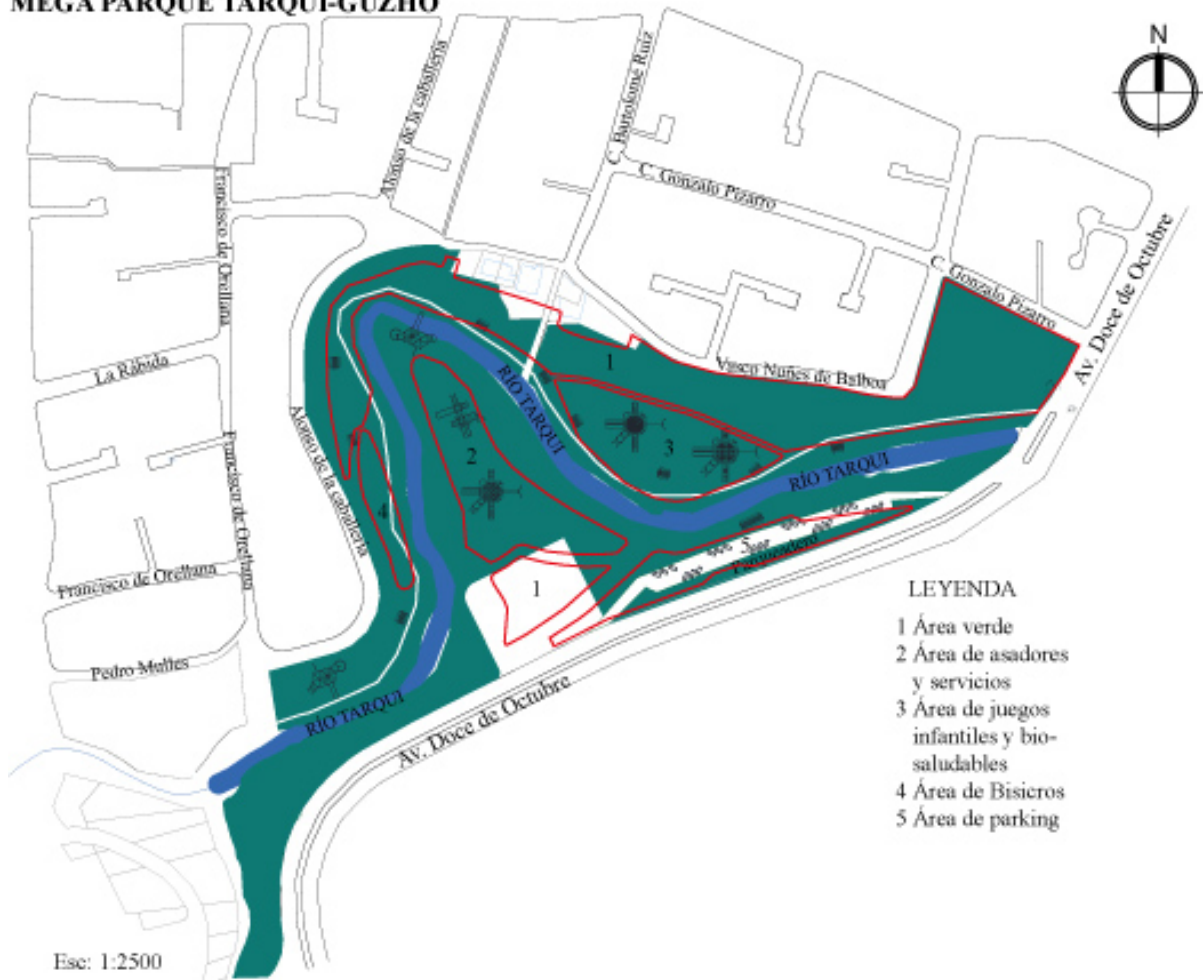 MEGA PARQUE TARQUI-GUZHO
N
Alonso de la caballeria
C. Bartolomé Ruiz
C. Gonzalo Pizarro
Francisco de Orellana
C. Gonzalo Pizarro
Av. Doce de Octubre
La Rábida
RÍO TARQUI
1
Vasco Nuñes de Balboa
Alonso de la caballeria
2
3
RÍO TARQUI
4
Francisco de Orellana
5
Parqueadero
Francisco de Orellana
1
Pedro Mulles
RÍO TARQUI
Av. Doce de Octubre
LEYENDA
1 Área verde
2 Área de asadores
y servicios
3 Área de juegos
infantiles y bio-
saludables
4 Área de Bisicros
5 Área de parking
Esc: 1:2500